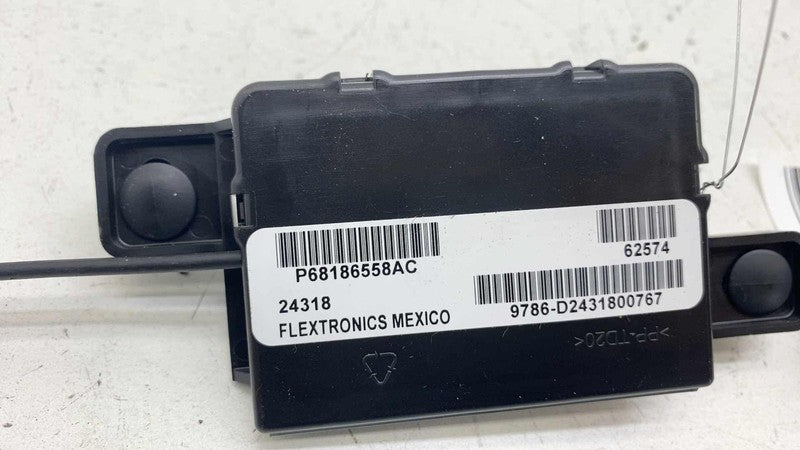 P68186558AC
62574
24318
9786-D2431800767
FLEXTRONICS MEXICO
>PP-TD20<